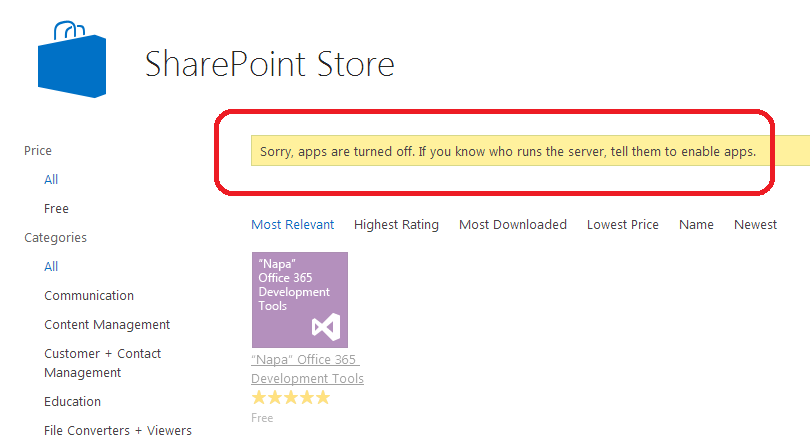 SharePoint Store
Price
All
Free
Categories
All
Communication
Content Management
Customer + Contact
Management
Education
File Converters + Viewers
Sorry, apps are turned off. If you know who runs the server, tell them to enable apps.
Most Relevant Highest Rating Most Downloaded Lowest Price Name Newest
"Napa"
Office 365
Development
Tools
"Napa" Office 365
Development Tools
Free